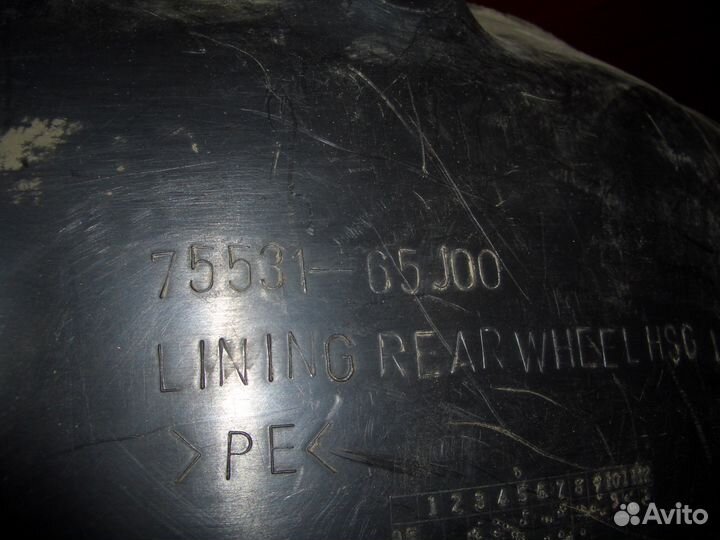 75531-65J00
LINING REAR WHEEL HSG
>PE<
1 2 3 4 5 6 7 8 9 10 11 12
Avito